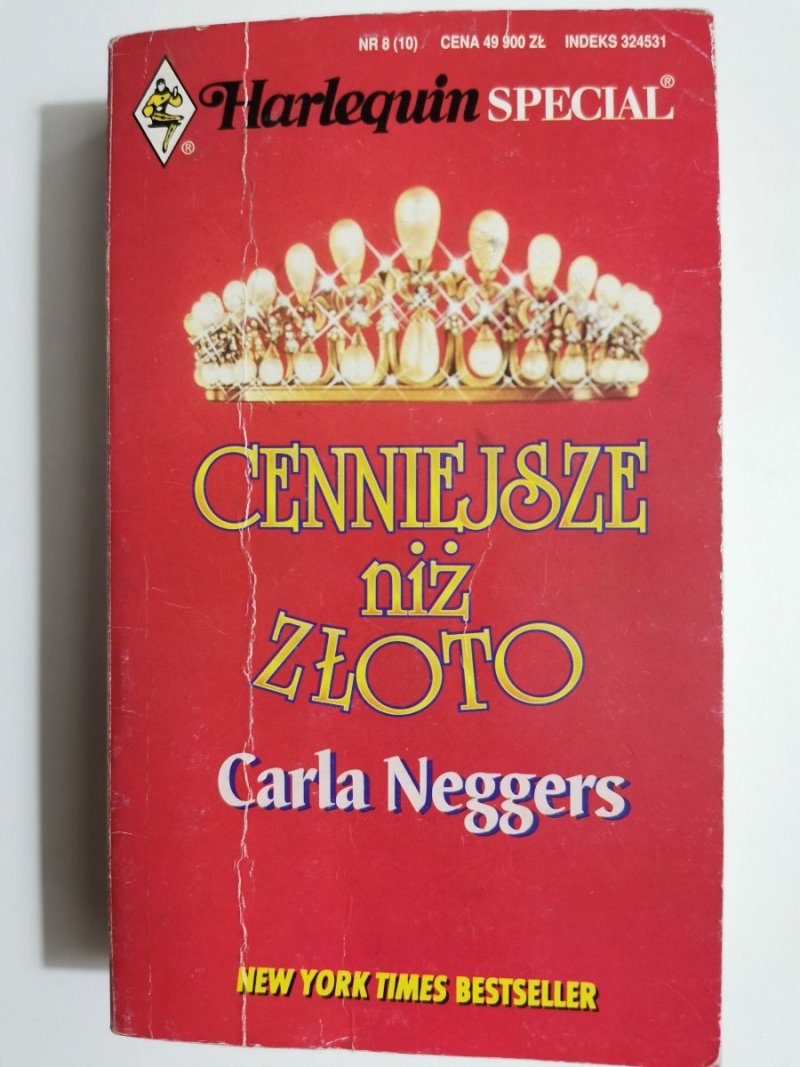 NR 8 (10) CENA 49 900 ZŁ INDEKS 324531
Harlequin SPECIAL®
®
CENNIEJSZE
niż
ZŁOTO
Carla Neggers
NEW YORK TIMES BESTSELLER